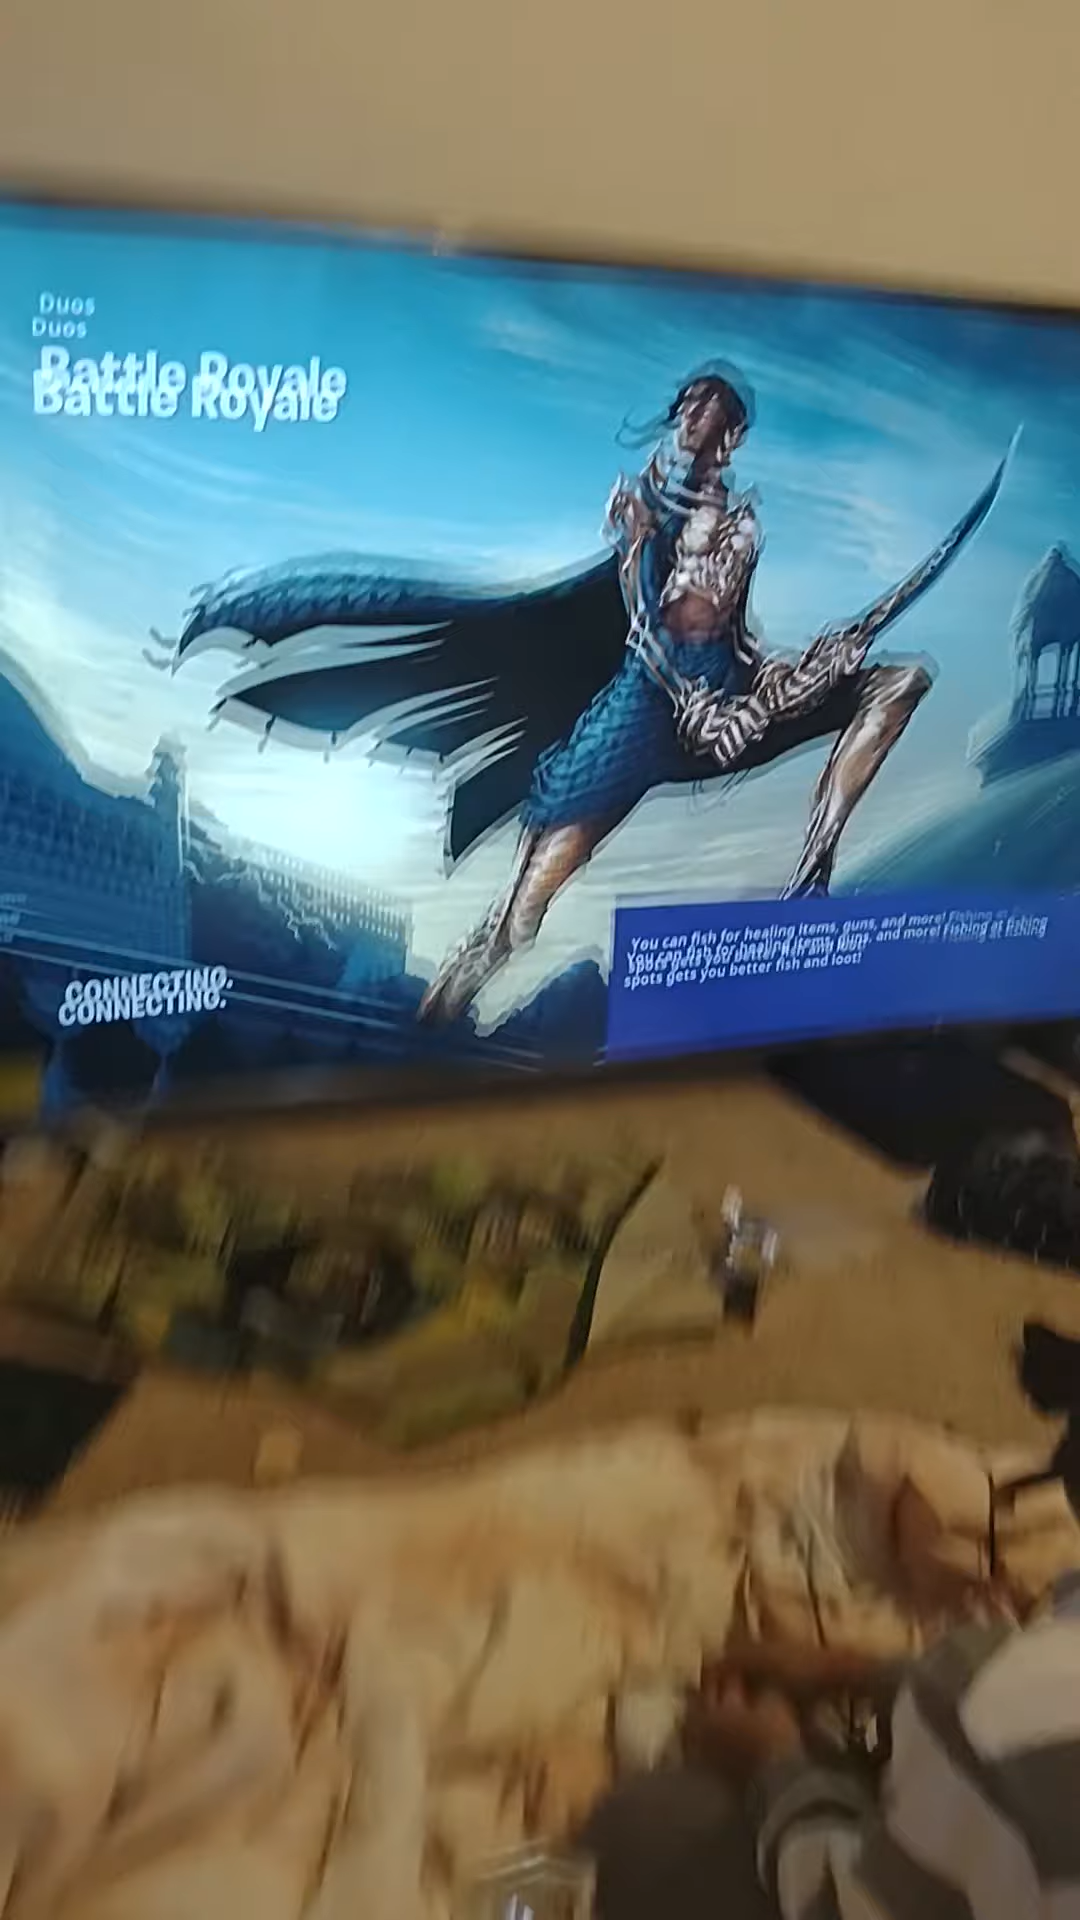 Duos
Battle Royale
You can fish for healing items, guns, and more! Fishing at fishing
spots gets you better fish and loot!
CONNECTING.